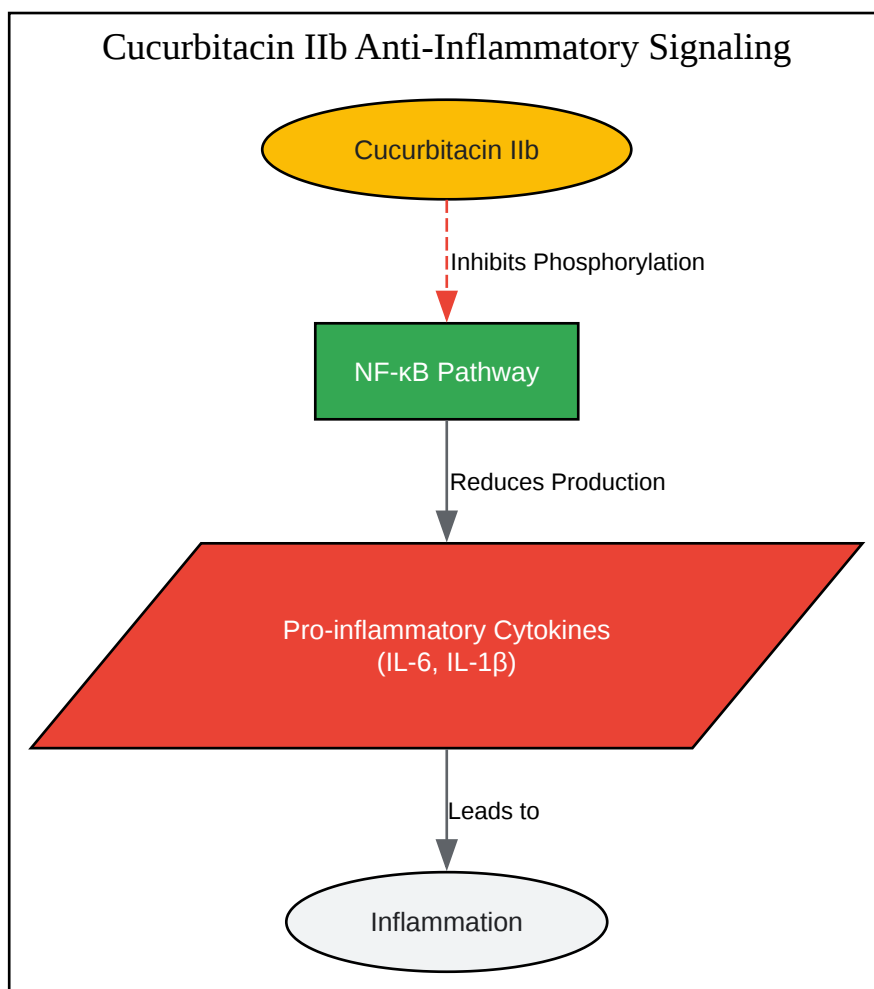 Cucurbitacin IIb Anti-Inflammatory Signaling
Cucurbitacin IIb
Inhibits Phosphorylation
NF-κB Pathway
Reduces Production
Pro-inflammatory Cytokines
(IL-6, IL-1β)
Leads to
Inflammation